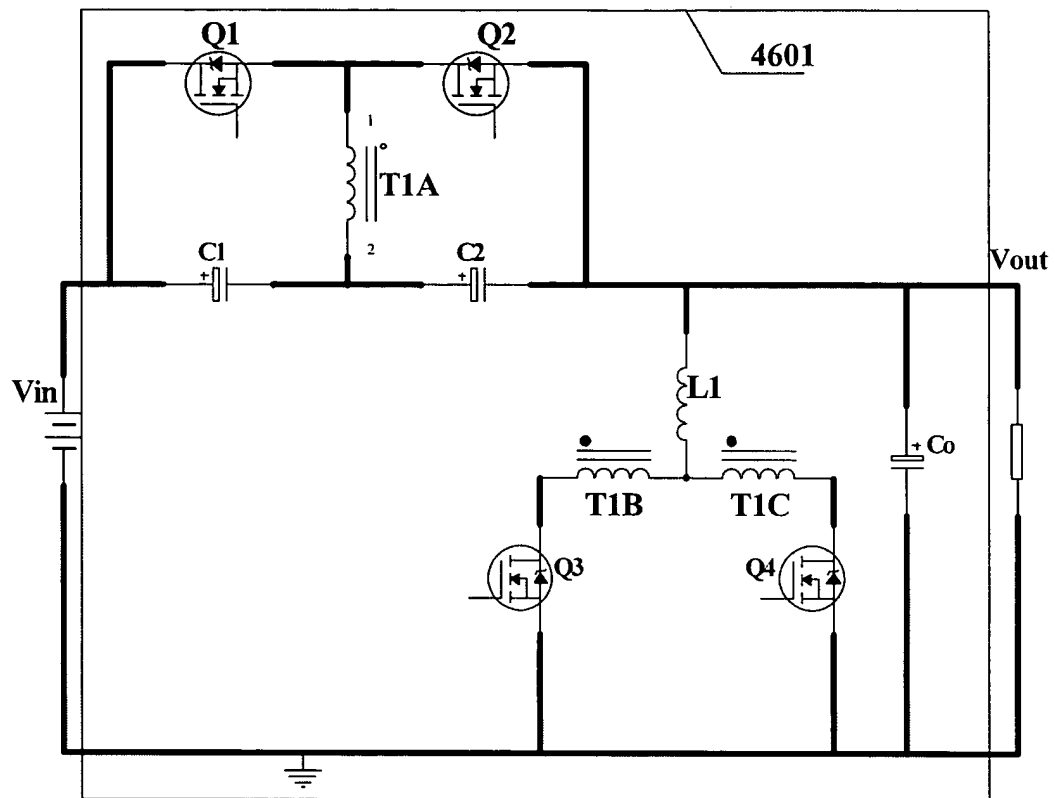 Q1
Q2
4601
1
T1A
2
C1
C2
+
+
Vout
Vin
L1
+ Co
T1B
T1C
Q3
Q4